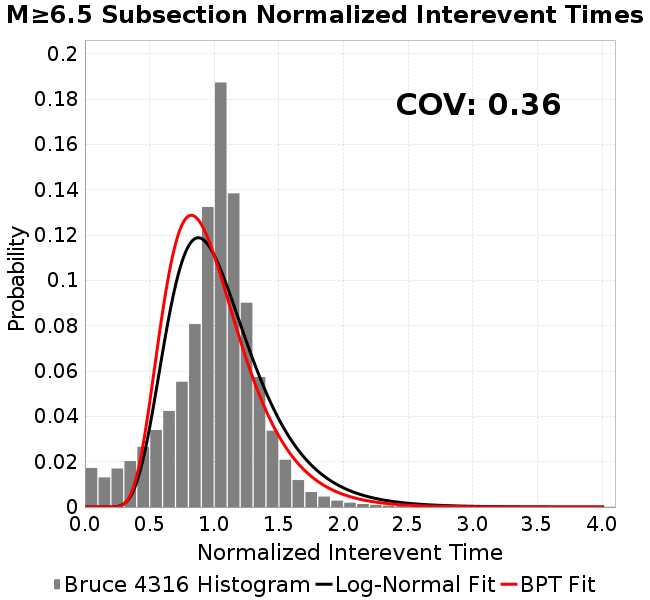 M≥6.5 Subsection Normalized Interevent Times
COV: 0.36
Probability
0.2
0.18
0.16
0.14
0.12
0.1
0.08
0.06
0.04
0.02
0
0.0 0.5 1.0 1.5 2.0 2.5 3.0 3.5 4.0
Normalized Interevent Time
Bruce 4316 Histogram Log-Normal Fit BPT Fit